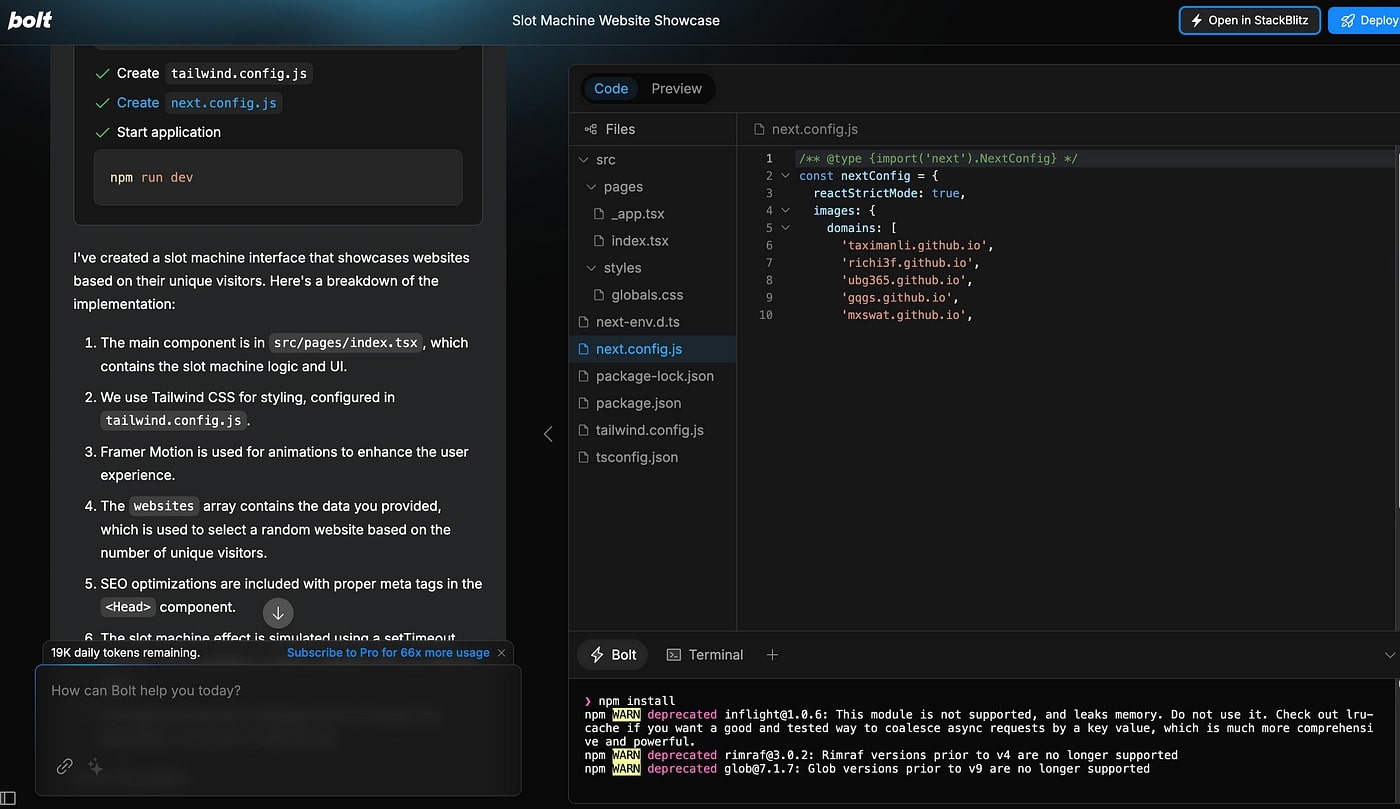 bolt
Slot Machine Website Showcase
Open in StackBlitz
Deploy
Create tailwind.config.js
Create next.config.js
Start application
npm run dev
I've created a slot machine interface that showcases websites
based on their unique visitors. Here's a breakdown of the
implementation:
1. The main component is in src/pages/index.tsx, which
contains the slot machine logic and UI.
2. We use Tailwind CSS for styling, configured in
tailwind.config.js.
3. Framer Motion is used for animations to enhance the user
experience.
4. The websites array contains the data you provided,
which is used to select a random website based on the
number of unique visitors.
5. SEO optimizations are included with proper meta tags in the
<Head> component.
6. The slot machine effect is simulated using a setTimeout
19K daily tokens remaining.
Subscribe to Pro for 66x more usage
How can Bolt help you today?
Code
Preview
Files
src
pages
_app.tsx
index.tsx
styles
globals.css
next-env.d.ts
next.config.js
package-lock.json
package.json
tailwind.config.js
tsconfig.json
next.config.js
1 /** @type {import('next').NextConfig} */
2 const nextConfig = {
3 reactStrictMode: true,
4 images: {
5 domains: [
6 'taximanli.github.io',
7 'richi3f.github.io',
8 'ubg365.github.io',
9 'gqgs.github.io',
10 'mxswat.github.io',
Bolt
Terminal
❯ npm install
npm WARN deprecated inflight@1.0.6: This module is not supported, and leaks memory. Do not use it. Check out lru-
cache if you want a good and tested way to coalesce async requests by a key value, which is much more comprehensi
ve and powerful.
npm WARN deprecated rimraf@3.0.2: Rimraf versions prior to v4 are no longer supported
npm WARN deprecated glob@7.1.7: Glob versions prior to v9 are no longer supported